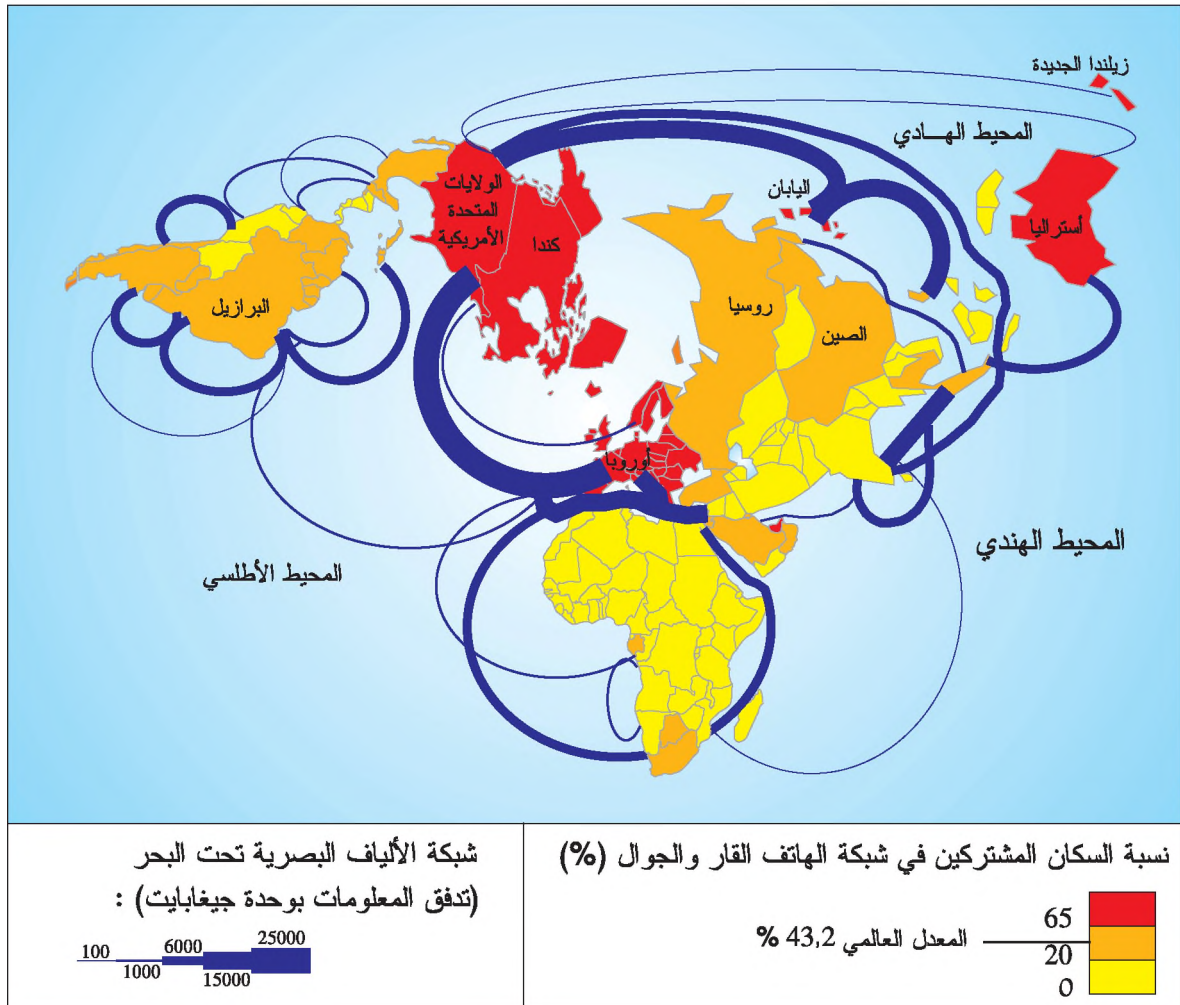 زيلندا الجديدة
المحيط الهـــادي
الولايات
المتحدة
الأمريكية
كندا
اليابان
أستراليا
البرازيل
روسيا
الصين
أوروبا
المحيط الأطلسي
المحيط الهندي
نسبة السكان المشتركين في شبكة الهاتف القار والجوال (%)
65
المعدل العالمي 43,2 %
20
0
شبكة الألياف البصرية تحت البحر
(تدفق المعلومات بوحدة جيغابايت) :
100
1000
6000
15000
25000